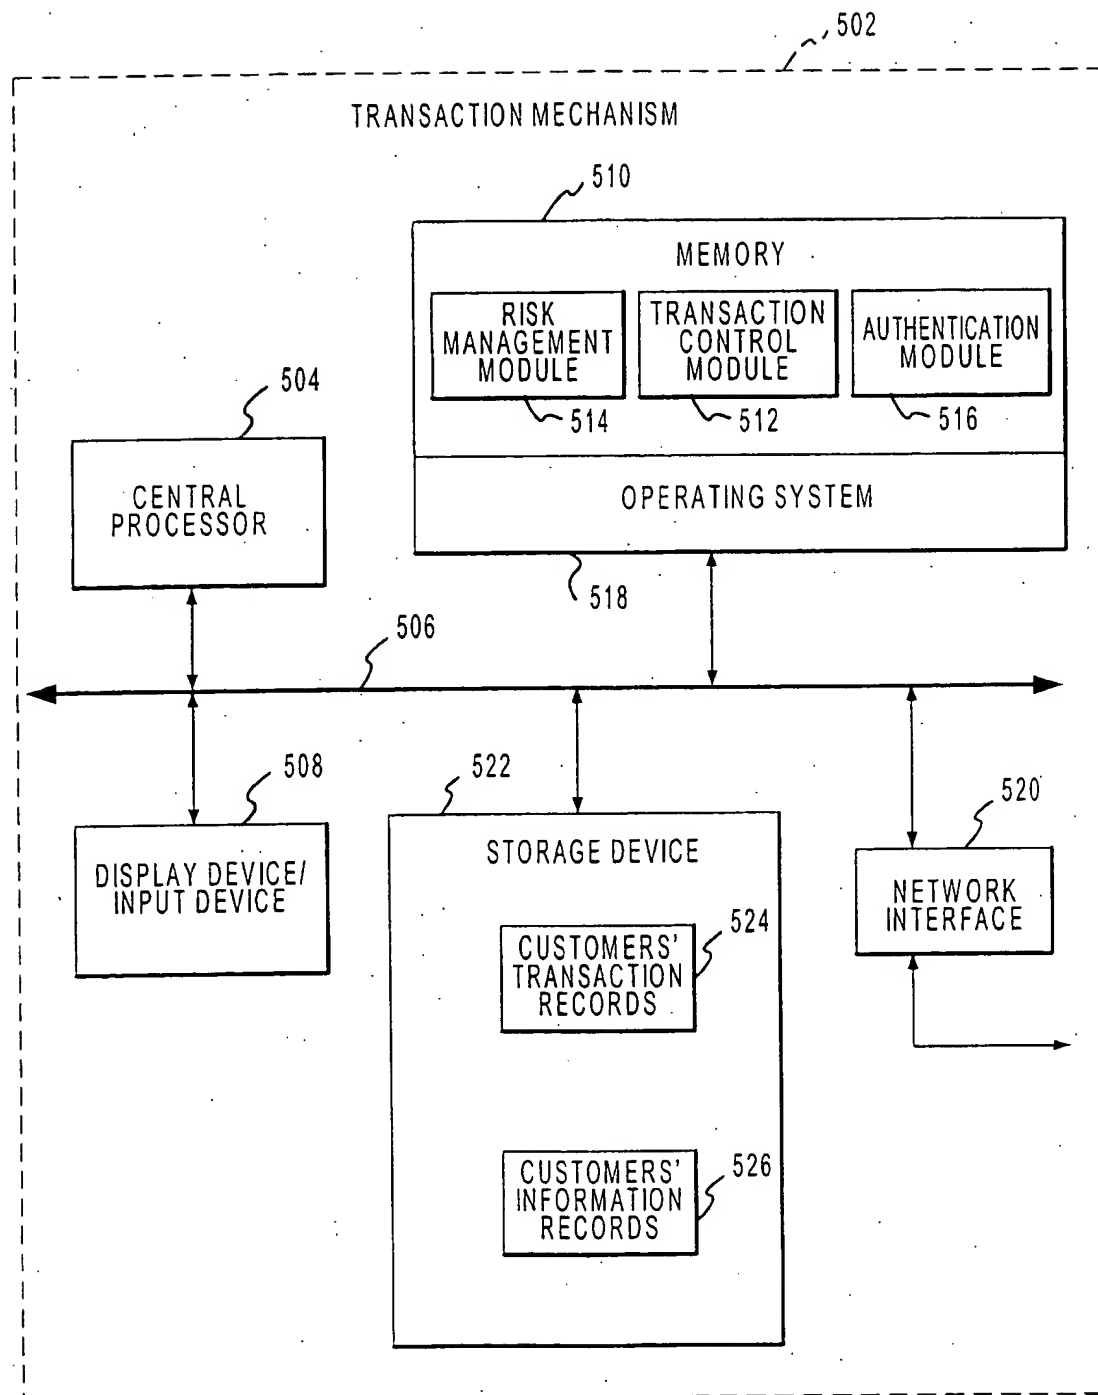 502
TRANSACTION MECHANISM
510
MEMORY
RISK
MANAGEMENT
MODULE
514
TRANSACTION
CONTROL
MODULE
512
AUTHENTICATION
MODULE
516
504
CENTRAL
PROCESSOR
OPERATING SYSTEM
518
506
508
DISPLAY DEVICE/
INPUT DEVICE
522
STORAGE DEVICE
520
NETWORK
INTERFACE
524
CUSTOMERS'
TRANSACTION
RECORDS
526
CUSTOMERS'
INFORMATION
RECORDS